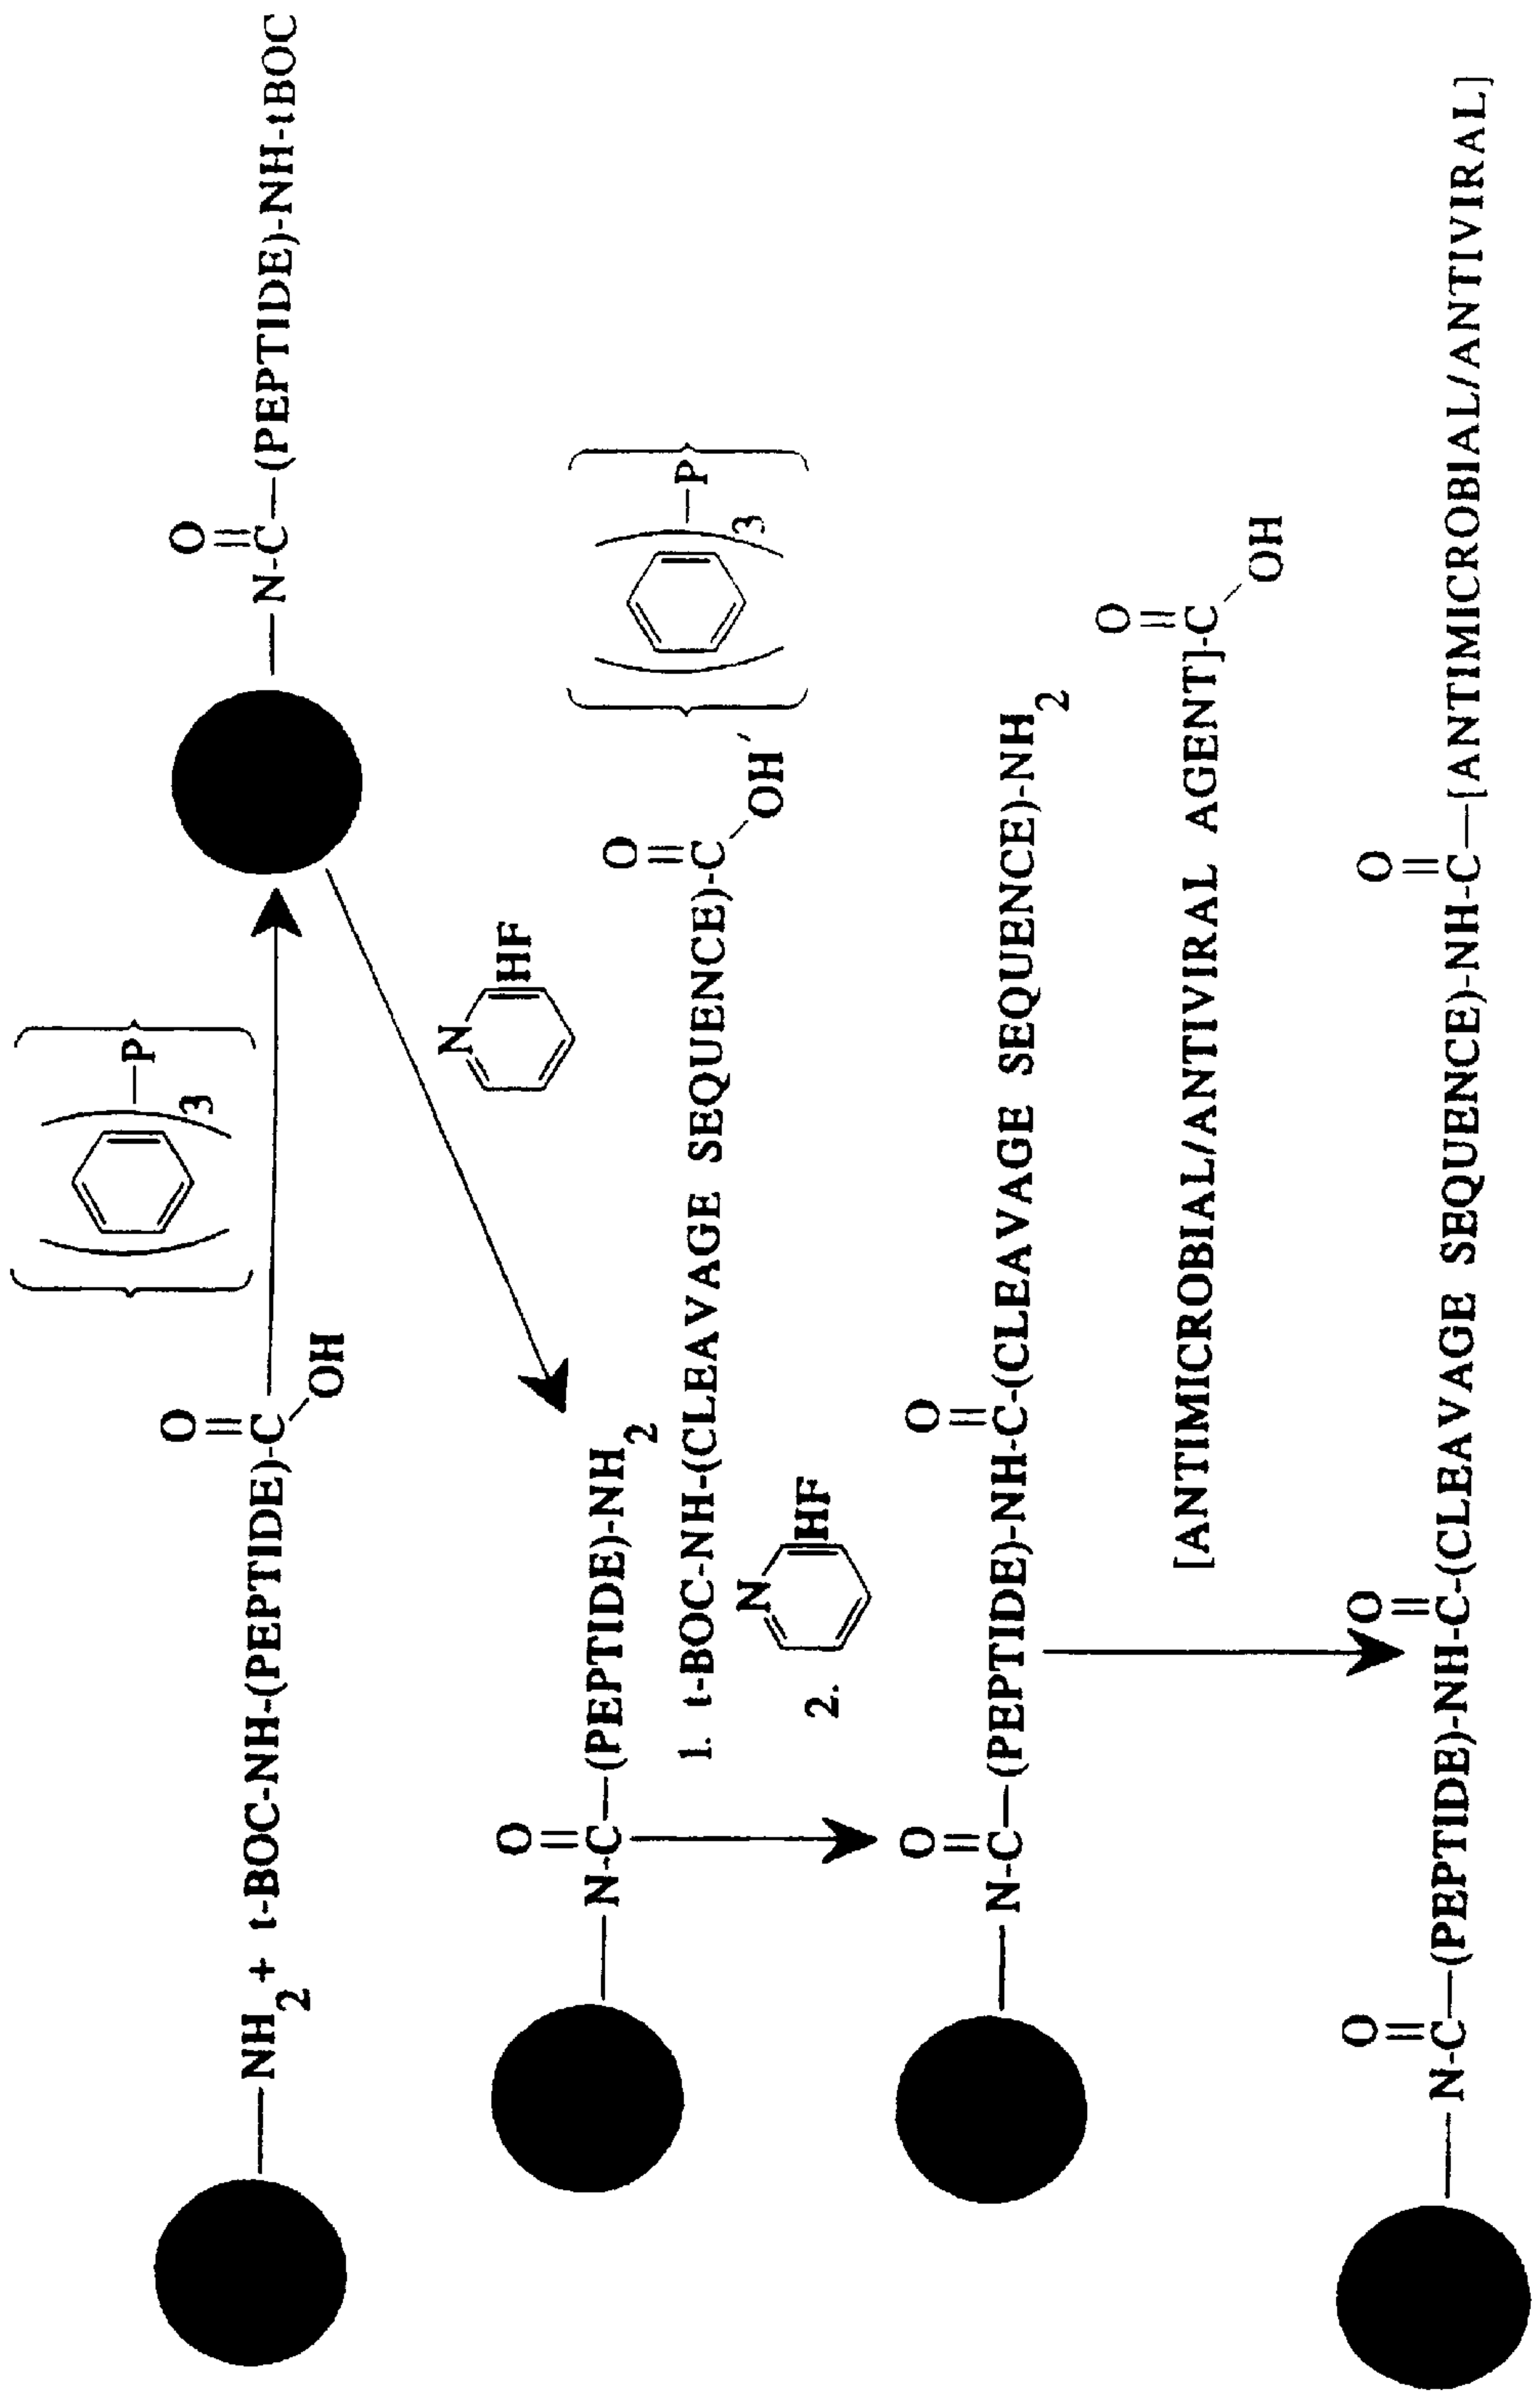 P
3
O
O
NH2 + t-BOC-NH-(PEPTIDE)-C
OH
N-C-(PEPTIDE)-NH-tBOC
N
HF
P
3
O
N-C-(PEPTIDE)-NH2
O
1. t-BOC-NH-(CLEAVAGE SEQUENCE)-C
OH
2.
N
HF
O
O
N-C-(PEPTIDE)-NH-C-(CLEAVAGE SEQUENCE)-NH2
O
[ANTIMICROBIAL/ANTIVIRAL AGENT]-C
OH
O
O
O
N-C-(PEPTIDE)-NH-C-(CLEAVAGE SEQUENCE)-NH-C-[ANTIMICROBIAL/ANTIVIRAL]